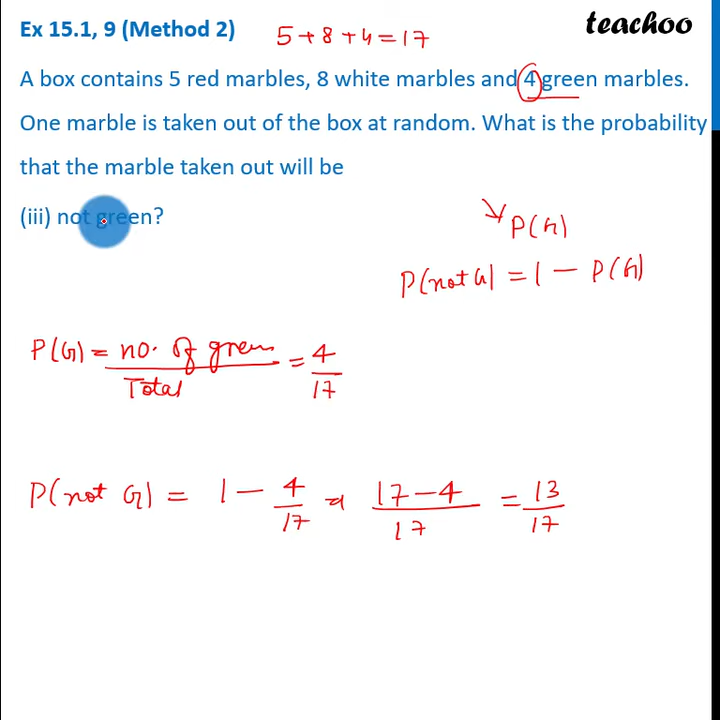 teachoo
Ex 15.1, 9 (Method 2) 5 + 8 + 4 = 17
A box contains 5 red marbles, 8 white marbles and 4 green marbles.
One marble is taken out of the box at random. What is the probability
that the marble taken out will be
(iii) not green?
P(G)
P(not G) = 1 - P(G)
P(G) = no. of green / Total = 4/17
P(not G) = 1 - 4/17 = 17-4/17 = 13/17